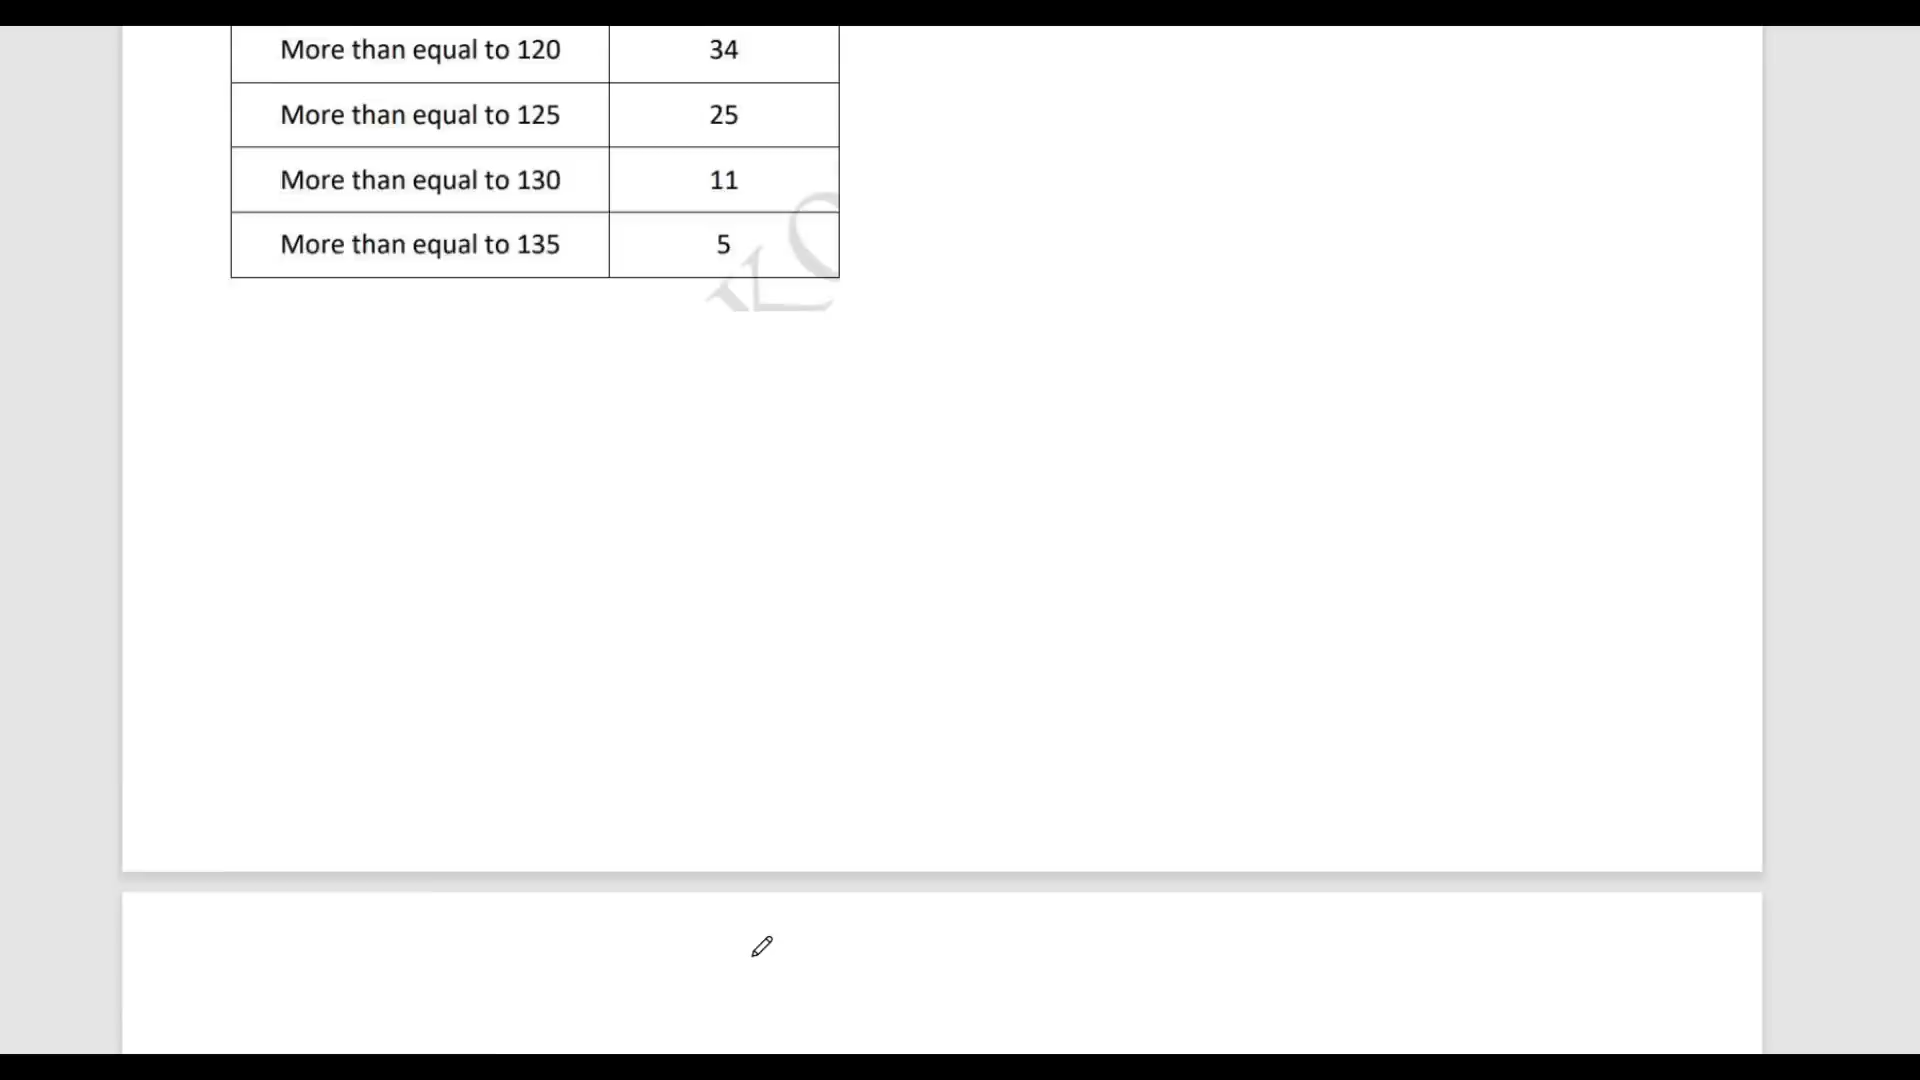 More than equal to 120 34
More than equal to 125 25
More than equal to 130 11
More than equal to 135 5